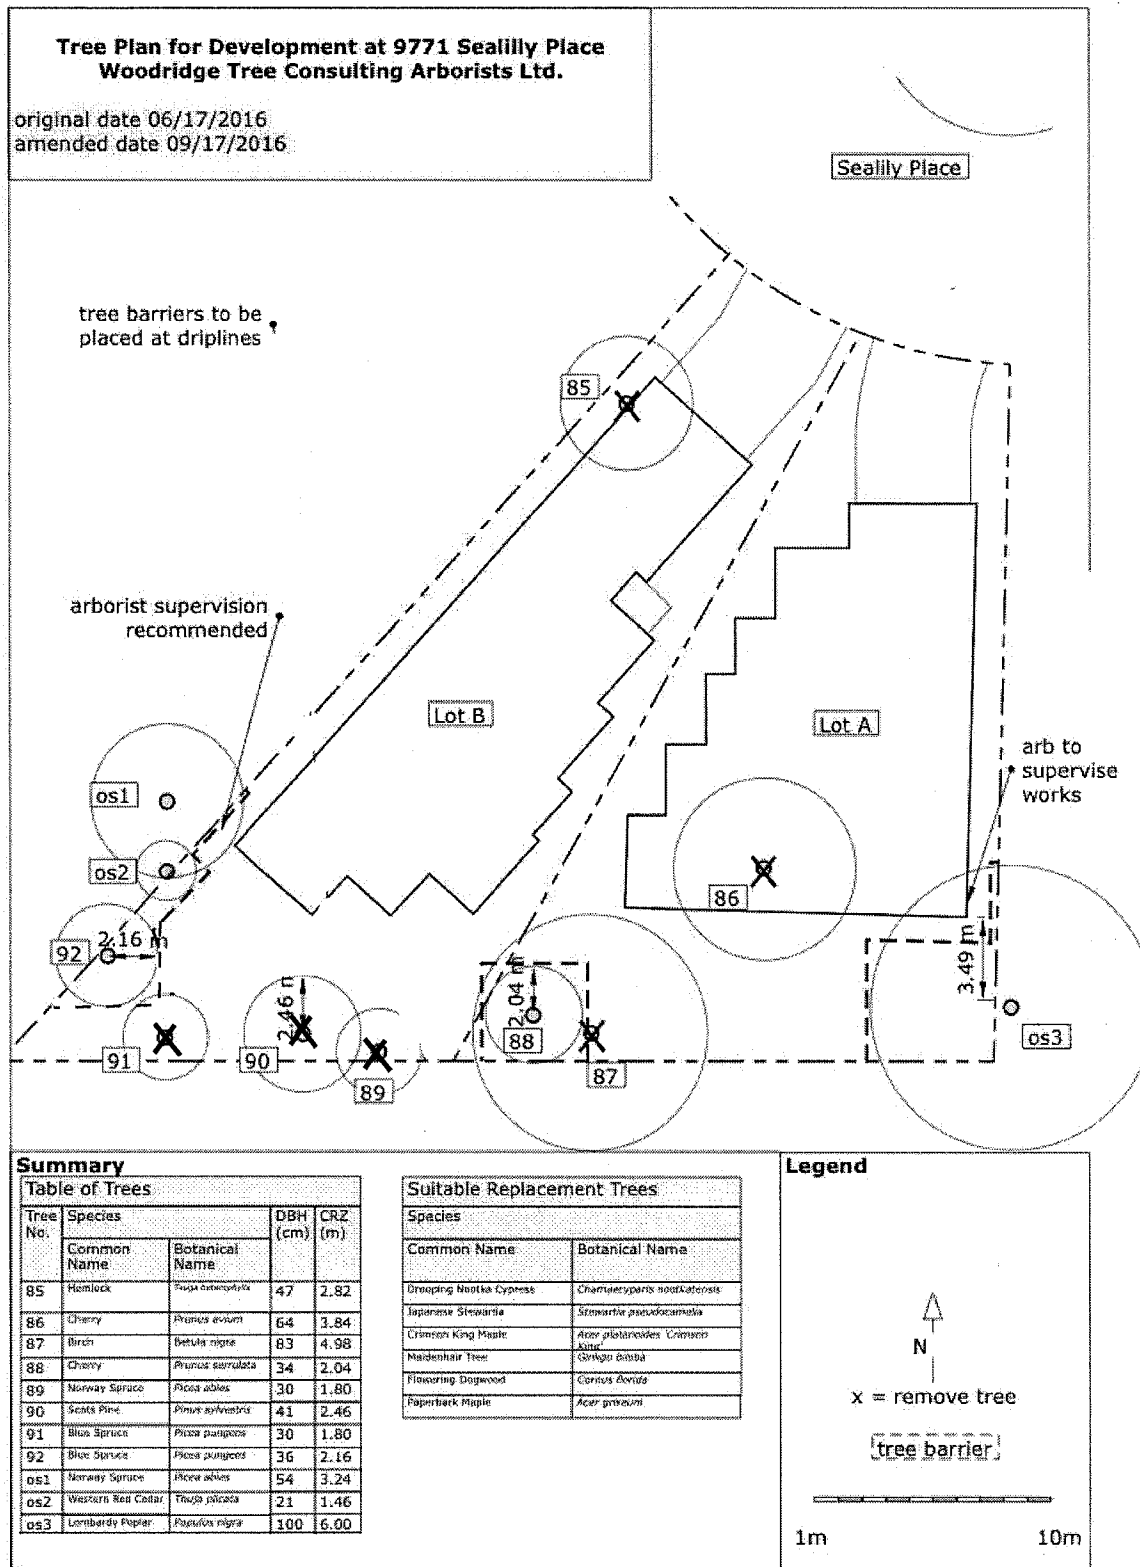 Tree Plan for Development at 9771 Sealilly Place
Woodridge Tree Consulting Arborists Ltd.
original date 06/17/2016
amended date 09/17/2016
Sealily Place
tree barriers to be
placed at driplines
85
arborist supervision
recommended
Lot B
Lot A
arb to
supervise
works
os1
os2
86
92
2.16 m
2.46 m
2.04 m
3.49 m
91
90
89
88
87
os3
Summary
Table of Trees
Tree No. Species DBH (cm) CRZ (m)
Common Name Botanical Name
85 Hemlock 47 2.82
86 Cherry Prunus avium 64 3.84
87 Birch Betula nigra 83 4.98
88 Cherry Prunus serrulata 34 2.04
89 Norway Spruce Picea abies 30 1.80
90 Scots Pine Pinus sylvestris 41 2.46
91 Blue Spruce Picea pungens 30 1.80
92 Blue Spruce Picea pungens 36 2.16
os1 Norway Spruce Picea abies 54 3.24
os2 Western Red Cedar Thuja plicata 21 1.46
os3 Lombardy Poplar Populus nigra 100 6.00
Suitable Replacement Trees
Species
Common Name Botanical Name
Drooping Nootka Cypress Chamaecyparis nootkatensis
Japanese Stewartia Stewartia pseudocamelia
Crimson King Maple Acer platanoides 'Crimson
King'
Maidenhair Tree Ginkgo biloba
Flowering Dogwood Cornus florida
Paperbark Maple Acer griseum
Legend
N
x = remove tree
tree barrier
1m 10m